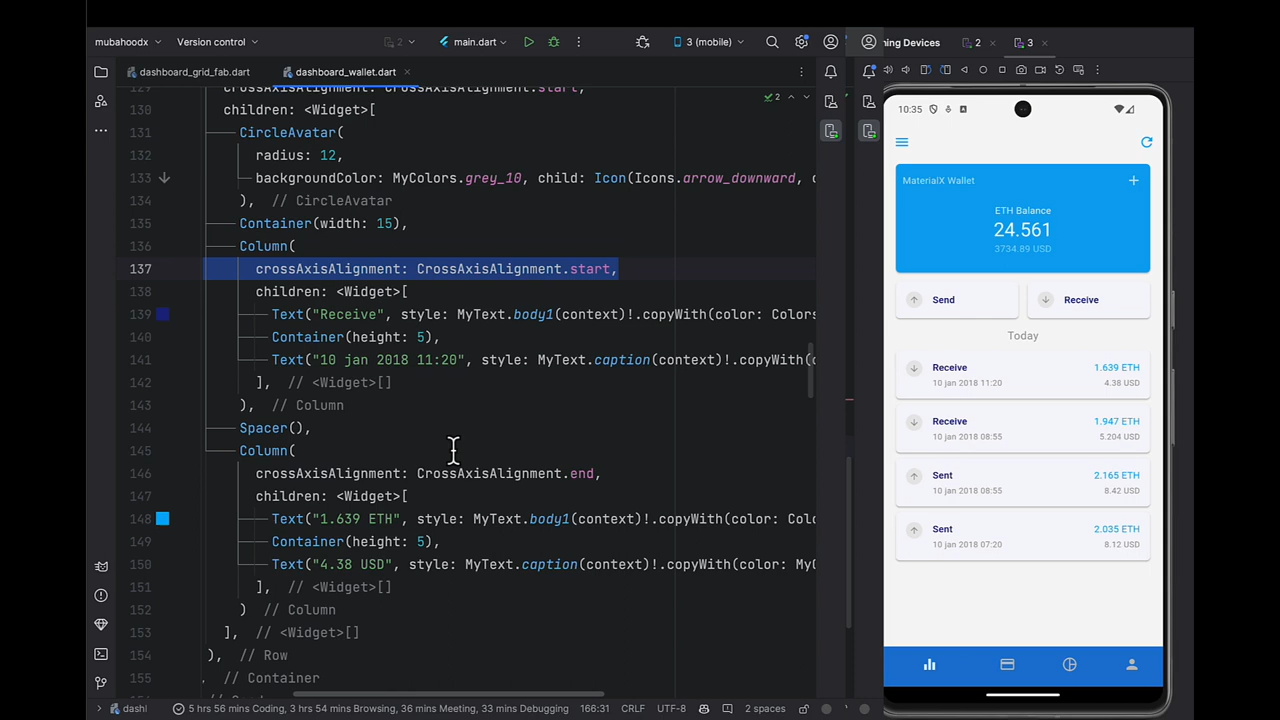 mubahoodx
Version control
2
main.dart
3 (mobile)
ning Devices
2
3
dashboard_grid_fab.dart
dashboard_wallet.dart
2
129 crossAxisAlignment: CrossAxisAlignment.start,
130 children: <Widget>[
131 CircleAvatar(
132 radius: 12,
133 backgroundColor: MyColors.grey_10, child: Icon(Icons.arrow_downward, c
134 ), // CircleAvatar
135 Container(width: 15),
136 Column(
137 crossAxisAlignment: CrossAxisAlignment.start,
138 children: <Widget>[
139 Text("Receive", style: MyText.body1(context)!.copyWith(color: Colors
140 Container(height: 5),
141 Text("10 jan 2018 11:20", style: MyText.caption(context)!.copyWith(c
142 ], // <Widget>[]
143 ), // Column
144 Spacer(),
145 Column(
146 crossAxisAlignment: CrossAxisAlignment.end,
147 children: <Widget>[
148 Text("1.639 ETH", style: MyText.body1(context)!.copyWith(color: Colo
149 Container(height: 5),
150 Text("4.38 USD", style: MyText.caption(context)!.copyWith(color: MyC
151 ], // <Widget>[]
152 ) // Column
153 ], // <Widget>[]
154 ), // Row
155 // Container
dashl
5 hrs 56 mins Coding, 3 hrs 54 mins Browsing, 36 mins Meeting, 33 mins Debugging
166:31
CRLF
UTF-8
2 spaces
10:35
MaterialX Wallet
ETH Balance
24.561
3734.89 USD
Send
Receive
Today
Receive 1.639 ETH
10 jan 2018 11:20 4.38 USD
Receive 1.947 ETH
10 jan 2018 08:55 5.204 USD
Sent 2.165 ETH
10 jan 2018 08:55 8.42 USD
Sent 2.035 ETH
10 jan 2018 07:20 8.12 USD